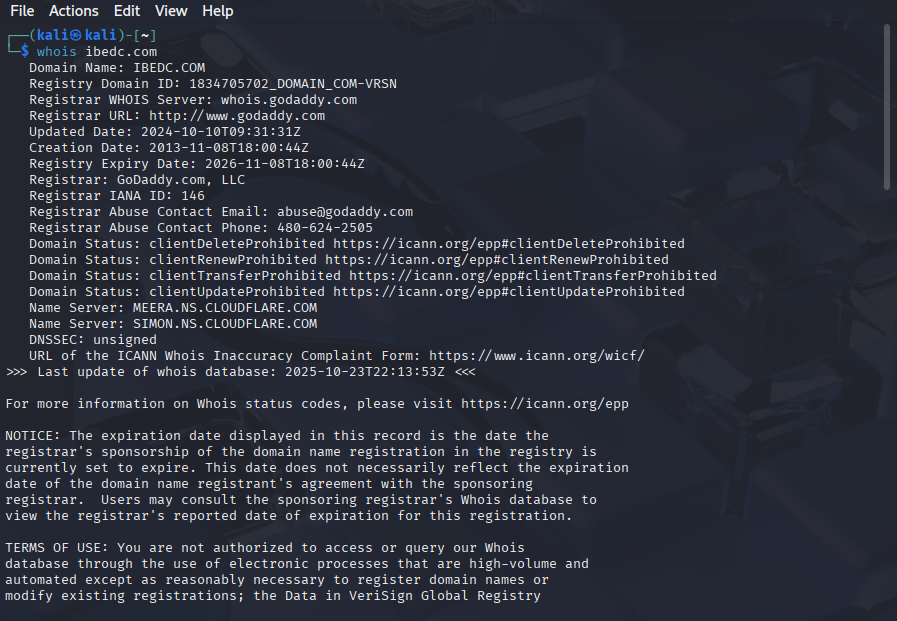 File Actions Edit View Help
┌──(kali㉿kali)-[~]
└─$ whois ibedc.com
Domain Name: IBEDC.COM
Registry Domain ID: 1834705702_DOMAIN_COM-VRSN
Registrar WHOIS Server: whois.godaddy.com
Registrar URL: http://www.godaddy.com
Updated Date: 2024-10-10T09:31:31Z
Creation Date: 2013-11-08T18:00:44Z
Registry Expiry Date: 2026-11-08T18:00:44Z
Registrar: GoDaddy.com, LLC
Registrar IANA ID: 146
Registrar Abuse Contact Email: abuse@godaddy.com
Registrar Abuse Contact Phone: 480-624-2505
Domain Status: clientDeleteProhibited https://icann.org/epp#clientDeleteProhibited
Domain Status: clientRenewProhibited https://icann.org/epp#clientRenewProhibited
Domain Status: clientTransferProhibited https://icann.org/epp#clientTransferProhibited
Domain Status: clientUpdateProhibited https://icann.org/epp#clientUpdateProhibited
Name Server: MEERA.NS.CLOUDFLARE.COM
Name Server: SIMON.NS.CLOUDFLARE.COM
DNSSEC: unsigned
URL of the ICANN Whois Inaccuracy Complaint Form: https://www.icann.org/wicf/
>>> Last update of whois database: 2025-10-23T22:13:53Z <<<
For more information on Whois status codes, please visit https://icann.org/epp
NOTICE: The expiration date displayed in this record is the date the
registrar's sponsorship of the domain name registration in the registry is
currently set to expire. This date does not necessarily reflect the expiration
date of the domain name registrant's agreement with the sponsoring
registrar.  Users may consult the sponsoring registrar's Whois database to
view the registrar's reported date of expiration for this registration.
TERMS OF USE: You are not authorized to access or query our Whois
database through the use of electronic processes that are high-volume and
automated except as reasonably necessary to register domain names or
modify existing registrations; the Data in VeriSign Global Registry